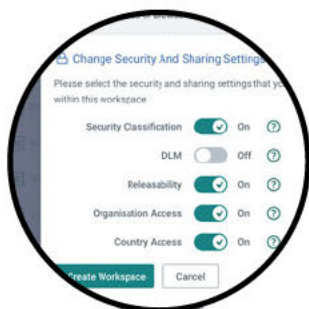 Change Security And Sharing Settings
Please select the security and sharing settings that you
within this workspace
Security Classification On ?
DLM Off ?
Releasability On ?
Organisation Access On ?
Country Access On ?
Create Workspace Cancel